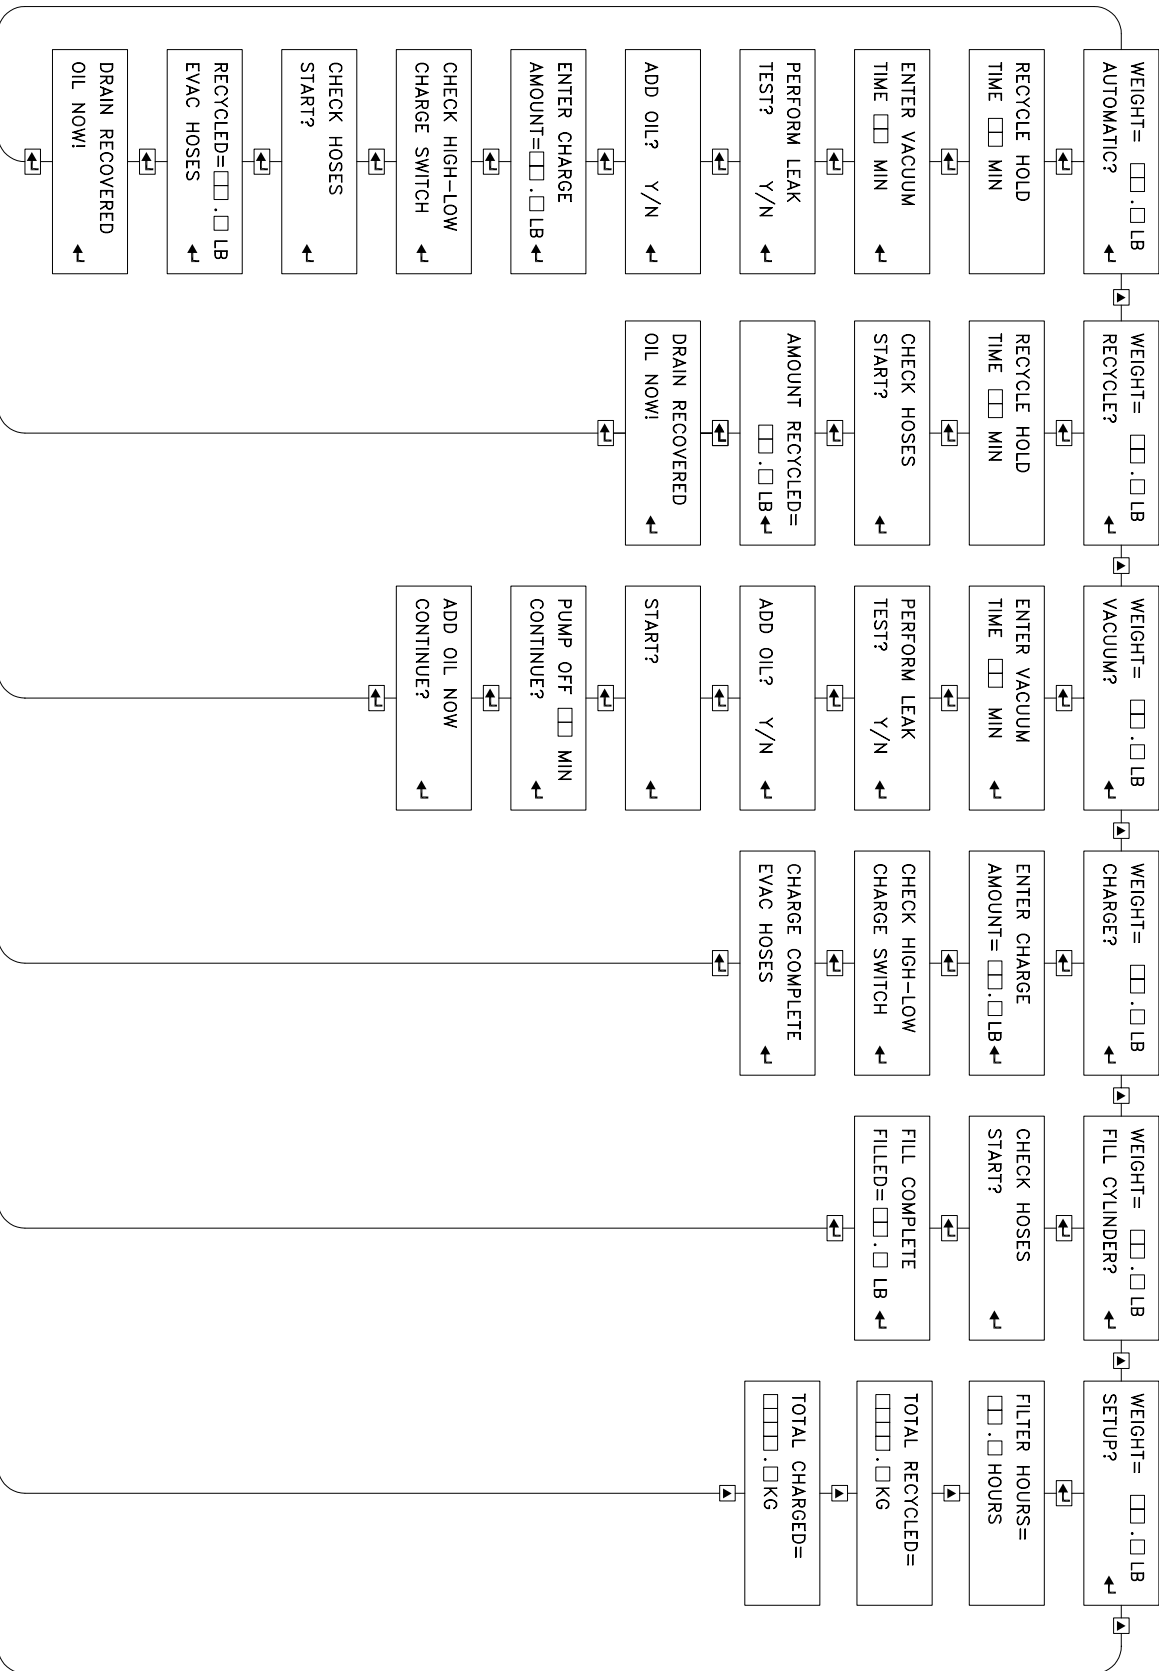 WEIGHT= □□.□ LB
AUTOMATIC? ↵
RECYCLE HOLD
TIME □□ MIN
ENTER VACUUM
TIME □□ MIN
PERFORM LEAK
TEST? Y/N
ADD OIL? Y/N ↵
ENTER CHARGE
AMOUNT=□□.□ LB↵
CHECK HIGH-LOW
CHARGE SWITCH ↵
CHECK HOSES
START? ↵
RECYCLED=□□.□ LB
EVAC HOSES ↵
DRAIN RECOVERED
OIL NOW! ↵
WEIGHT= □□.□ LB
RECYCLE? ↵
RECYCLE HOLD
TIME □□ MIN
CHECK HOSES
START? ↵
AMOUNT RECYCLED=
□□.□ LB↵
DRAIN RECOVERED
OIL NOW! ↵
WEIGHT= □□.□ LB
VACUUM? ↵
ENTER VACUUM
TIME □□ MIN ↵
PERFORM LEAK
TEST? Y/N ↵
ADD OIL? Y/N ↵
START? ↵
PUMP OFF □□ MIN
CONTINUE? ↵
ADD OIL NOW
CONTINUE? ↵
WEIGHT= □□.□ LB
CHARGE? ↵
ENTER CHARGE
AMOUNT= □□.□ LB↵
CHECK HIGH-LOW
CHARGE SWITCH ↵
CHARGE COMPLETE
EVAC HOSES ↵
WEIGHT= □□.□ LB
FILL CYLINDER? ↵
CHECK HOSES
START? ↵
FILL COMPLETE
FILLED=□□.□ LB ↵
WEIGHT= □□.□ LB
SETUP? ↵
FILTER HOURS=
□□.□ HOURS
TOTAL RECYCLED=
□□□□.□ KG
TOTAL CHARGED=
□□□□.□ KG